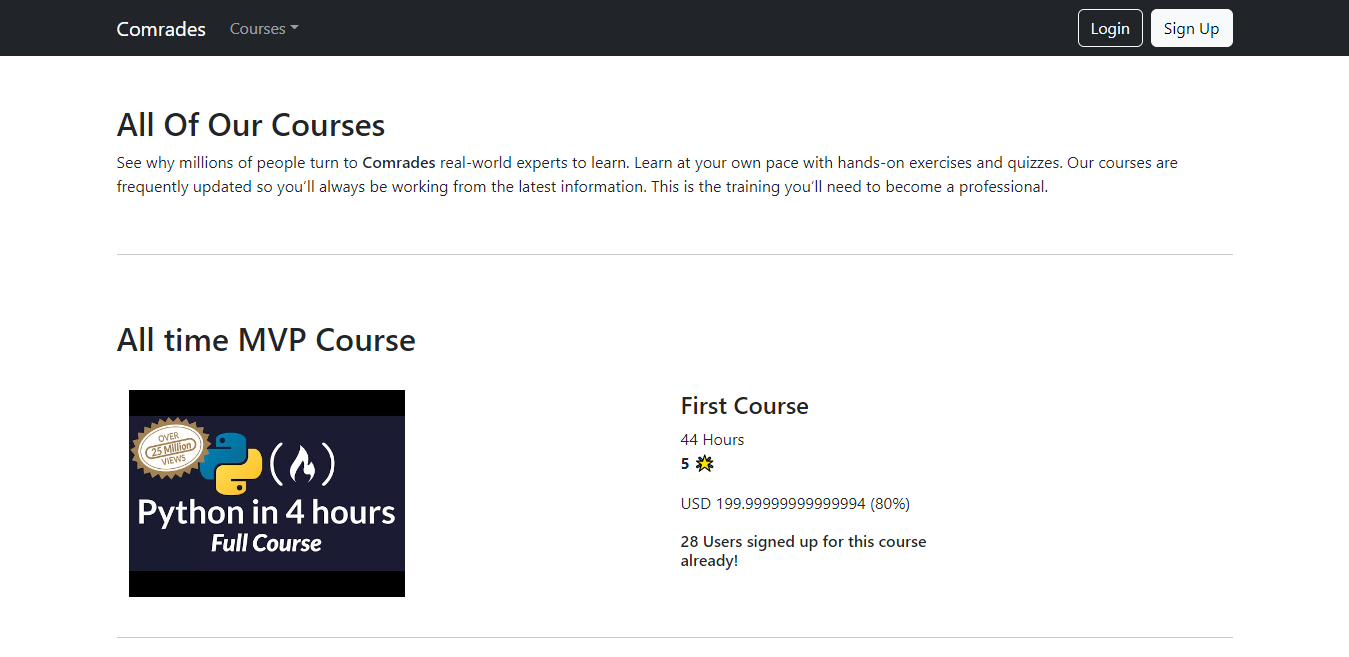 Comrades Courses Login Sign Up
All Of Our Courses
See why millions of people turn to Comrades real-world experts to learn. Learn at your own pace with hands-on exercises and quizzes. Our courses are
frequently updated so you’ll always be working from the latest information. This is the training you’ll need to become a professional.
All time MVP Course
OVER
25 Million
VIEWS
Python in 4 hours
Full Course
First Course
44 Hours
5
USD 199.99999999999994 (80%)
28 Users signed up for this course
already!